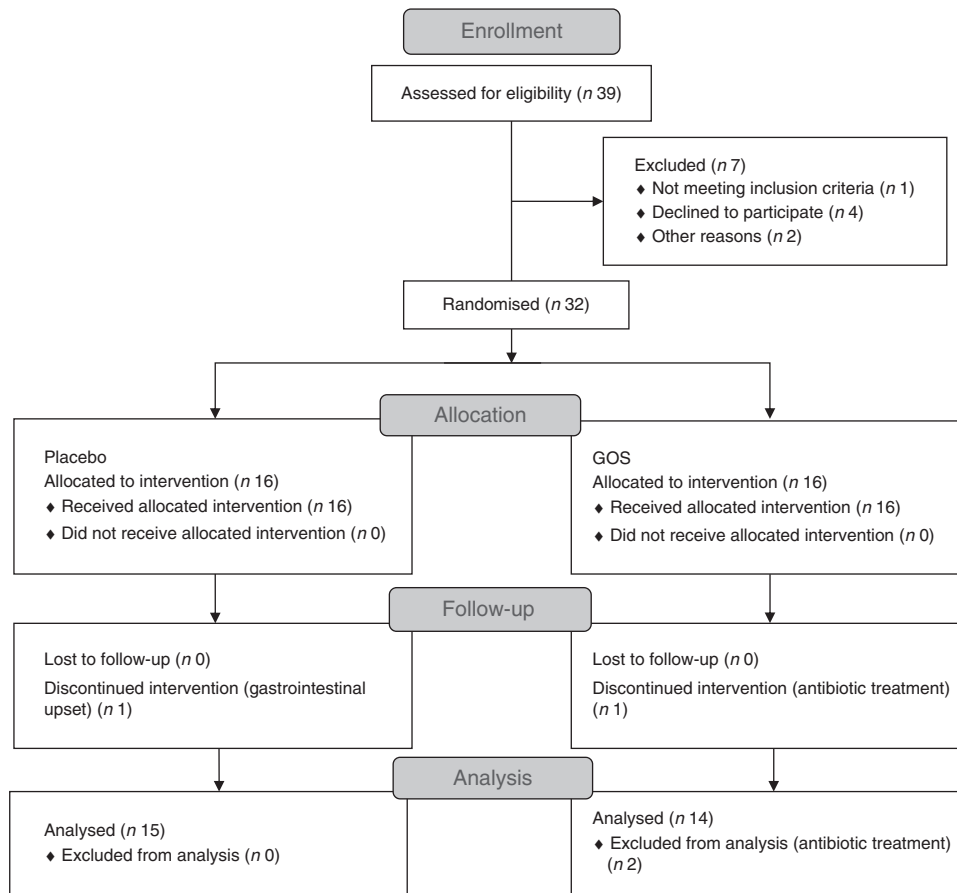 Enrollment
Assessed for eligibility (n 39)
Excluded (n 7)
♦ Not meeting inclusion criteria (n 1)
♦ Declined to participate (n 4)
♦ Other reasons (n 2)
Randomised (n 32)
Allocation
Placebo
Allocated to intervention (n 16)
♦ Received allocated intervention (n 16)
♦ Did not receive allocated intervention (n 0)
GOS
Allocated to intervention (n 16)
♦ Received allocated intervention (n 16)
♦ Did not receive allocated intervention (n 0)
Follow-up
Lost to follow-up (n 0)
Discontinued intervention (gastrointestinal
upset) (n 1)
Lost to follow-up (n 0)
Discontinued intervention (antibiotic treatment)
(n 1)
Analysis
Analysed (n 15)
♦ Excluded from analysis (n 0)
Analysed (n 14)
♦ Excluded from analysis (antibiotic treatment)
(n 2)